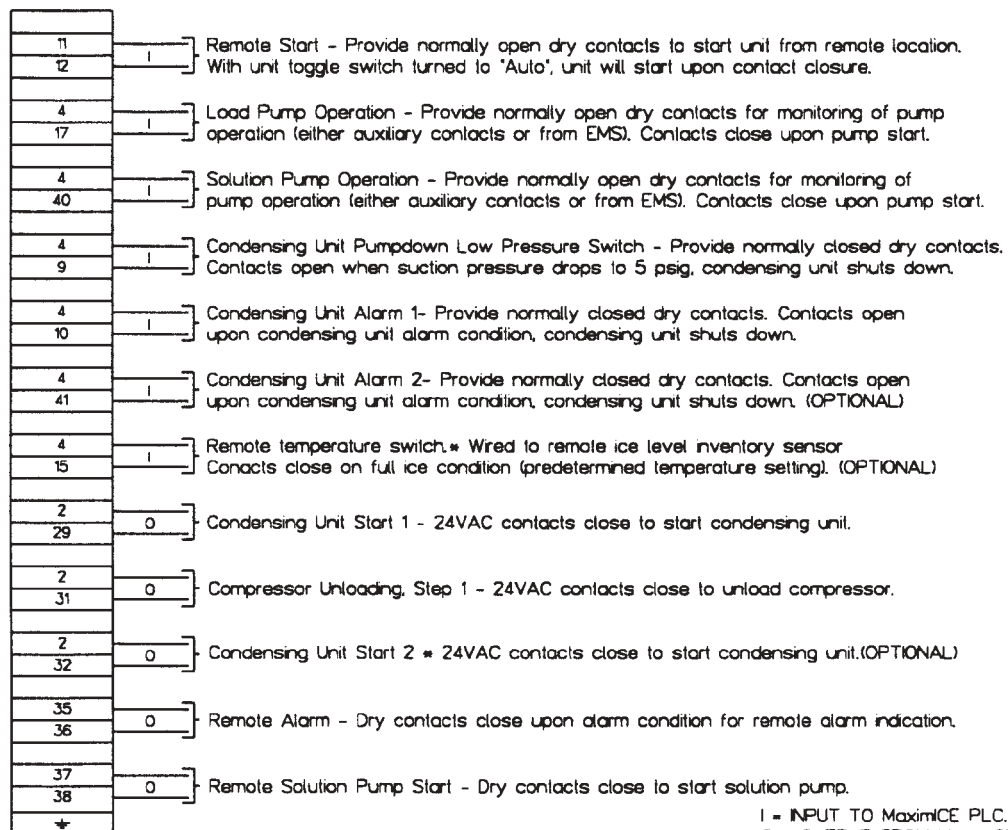 11
12
I
Remote Start - Provide normally open dry contacts to start unit from remote location.
With unit toggle switch turned to "Auto", unit will start upon contact closure.
4
17
I
Load Pump Operation - Provide normally open dry contacts for monitoring of pump
operation (either auxiliary contacts or from EMS). Contacts close upon pump start.
4
40
I
Solution Pump Operation - Provide normally open dry contacts for monitoring of
pump operation (either auxiliary contacts or from EMS). Contacts close upon pump start.
4
9
I
Condensing Unit Pumpdown Low Pressure Switch - Provide normally closed dry contacts.
Contacts open when suction pressure drops to 5 psig, condensing unit shuts down.
4
10
I
Condensing Unit Alarm 1- Provide normally closed dry contacts. Contacts open
upon condensing unit alarm condition, condensing unit shuts down.
4
41
I
Condensing Unit Alarm 2- Provide normally closed dry contacts. Contacts open
upon condensing unit alarm condition, condensing unit shuts down. (OPTIONAL)
4
15
I
Remote temperature switch.* Wired to remote ice level inventory sensor
Conacts close on full ice condition (predetermined temperature setting). (OPTIONAL)
2
29
O
Condensing Unit Start 1 - 24VAC contacts close to start condensing unit.
2
31
O
Compressor Unloading, Step 1 - 24VAC contacts close to unload compressor.
2
32
O
Condensing Unit Start 2 * 24VAC contacts close to start condensing unit.(OPTIONAL)
35
36
O
Remote Alarm - Dry contacts close upon alarm condition for remote alarm indication.
37
38
O
Remote Solution Pump Start - Dry contacts close to start solution pump.
I = INPUT TO MaximICE PLC